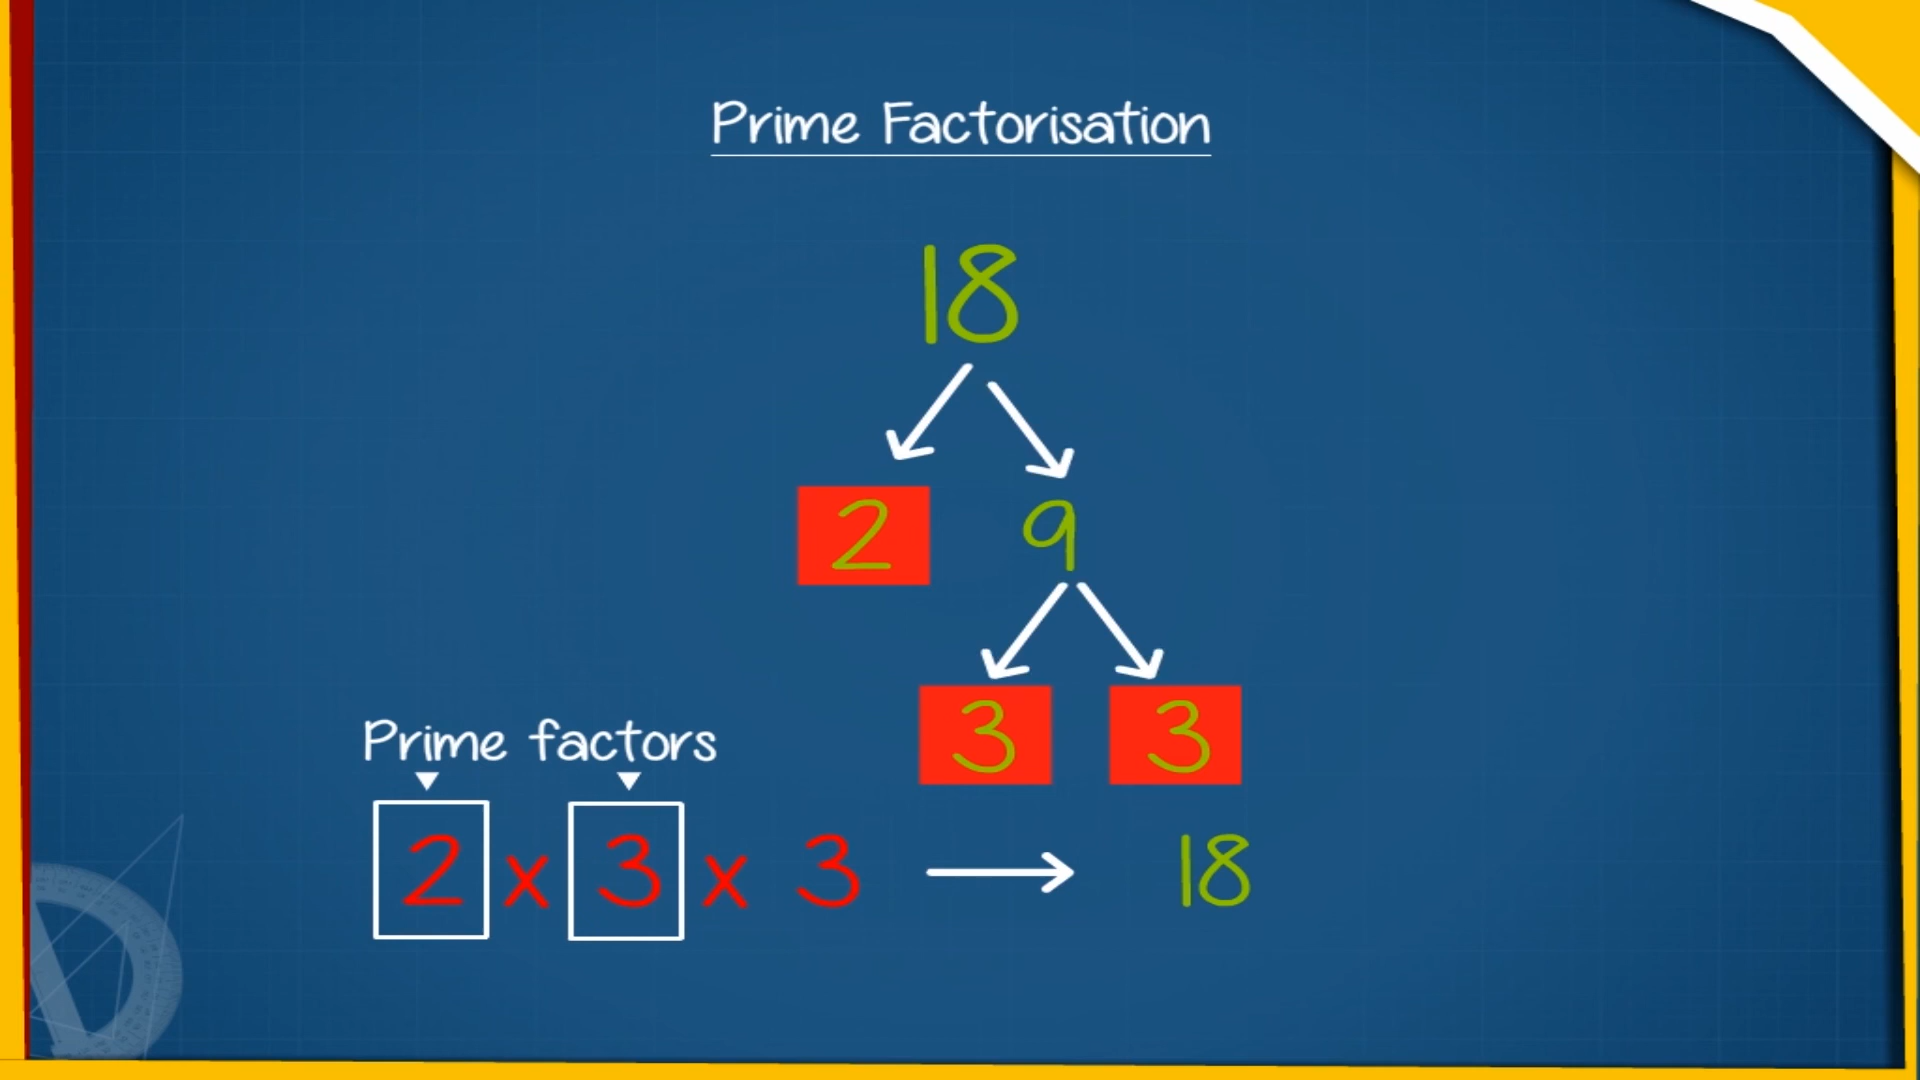 Prime Factorisation
18
2 9
3 3
Prime factors
2 x 3 x 3 → 18